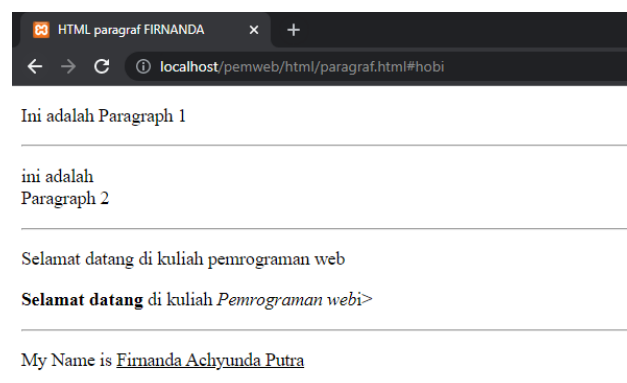 HTML paragraf FIRNANDA
localhost/pemweb/html/paragraf.html#hobi
Ini adalah Paragraph 1
ini adalah
Paragraph 2
Selamat datang di kuliah pemrograman web
Selamat datang di kuliah Pemrograman webi>
My Name is Firnanda Achyunda Putra